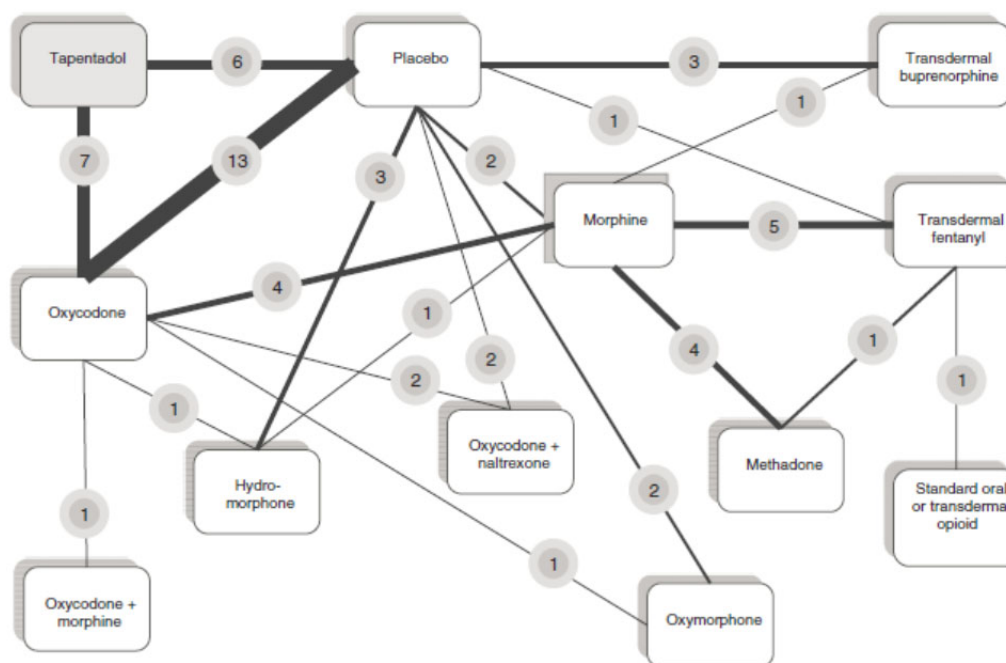 Tapentadol
6
Placebo
3
Transdermal
buprenorphine
1
1
7
13
3
2
Morphine
5
Transdermal
fentanyl
Oxycodone
4
1
4
1
2
2
1
1
Hydro-
morphone
Oxycodone +
naltrexone
Methadone
Standard oral
or transdermal
opioid
2
1
1
Oxycodone +
morphine
Oxymorphone